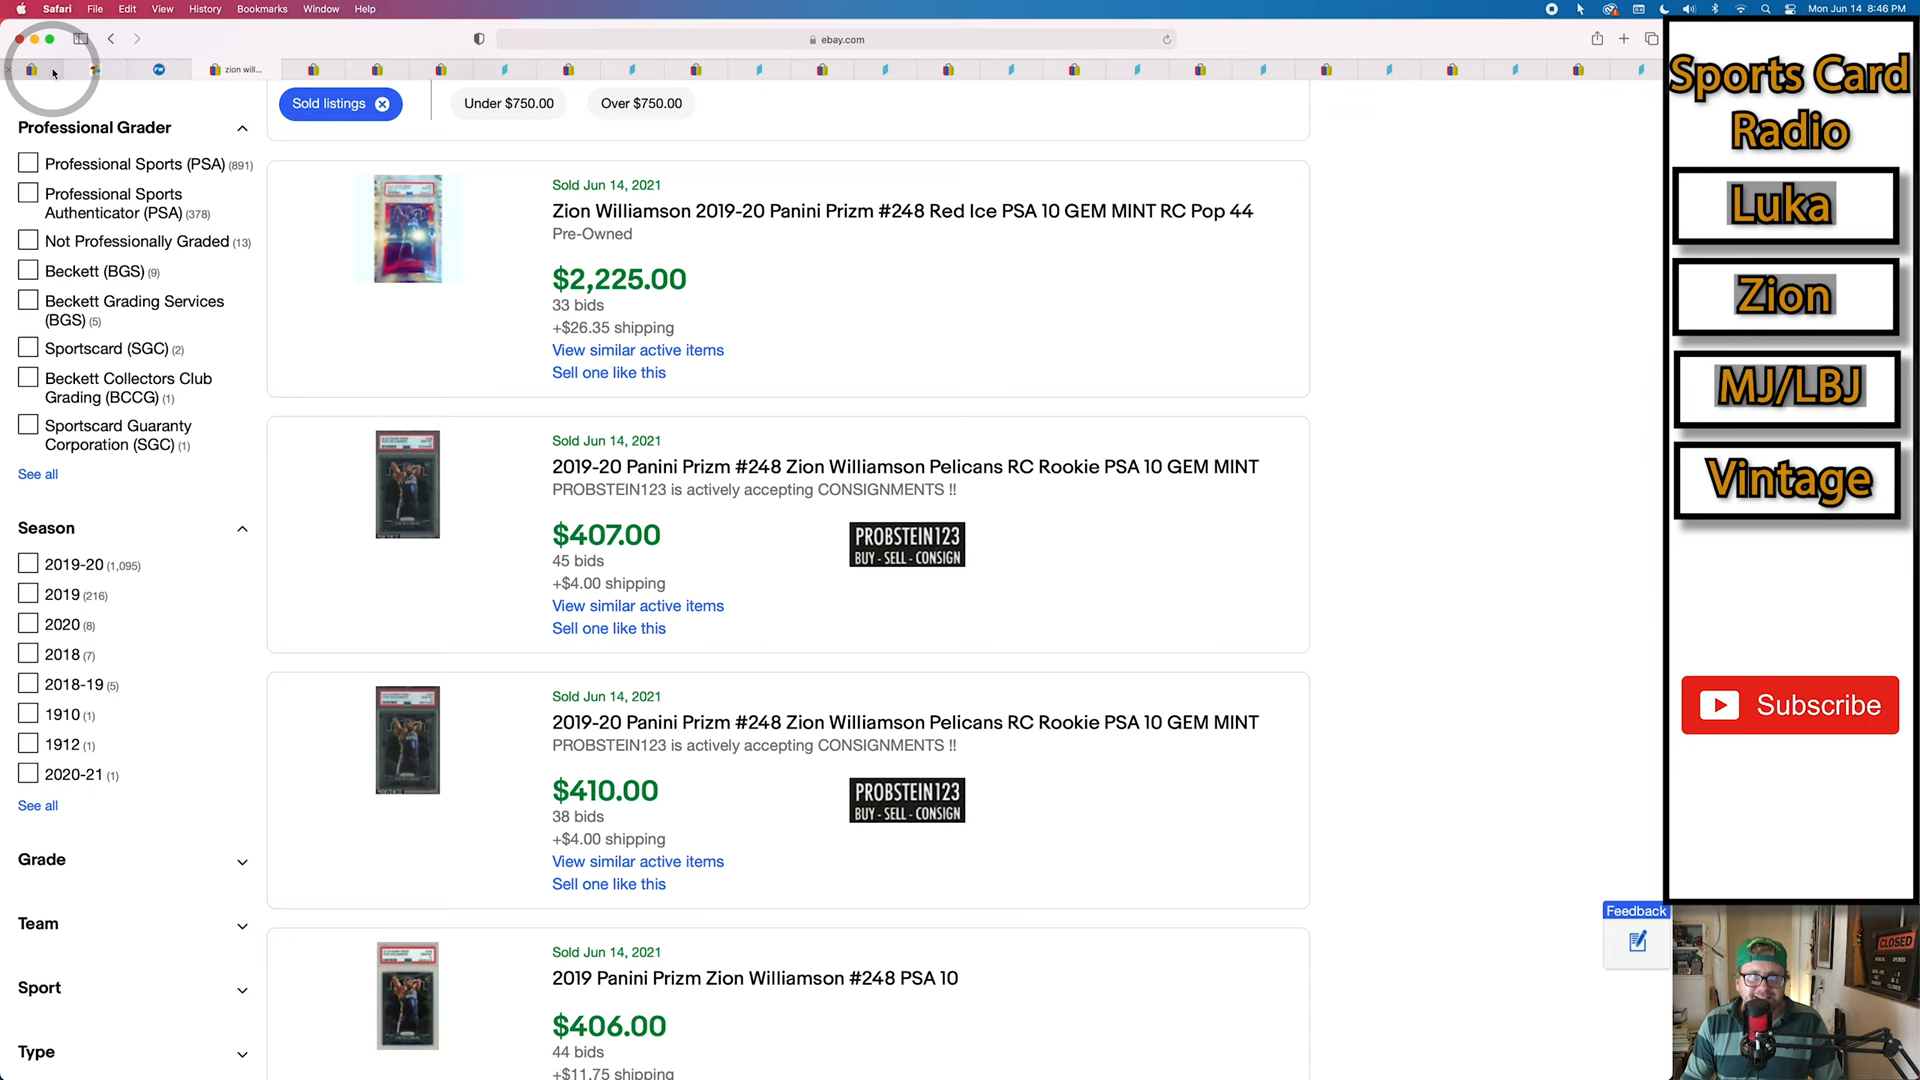 Safari File Edit View History Bookmarks Window Help
Mon Jun 14 8:46 PM
ebay.com
FW
zion will...
Sold listings
Under $750.00
Over $750.00
Professional Grader
Professional Sports (PSA) (891)
Professional Sports
Authenticator (PSA) (378)
Not Professionally Graded (13)
Beckett (BGS) (9)
Beckett Grading Services
(BGS) (5)
Sportscard (SGC) (2)
Beckett Collectors Club
Grading (BCCG) (1)
Sportscard Guaranty
Corporation (SGC) (1)
See all
Season
2019-20 (1,095)
2019 (216)
2020 (8)
2018 (7)
2018-19 (5)
1910 (1)
1912 (1)
2020-21 (1)
See all
Grade
Team
Sport
Type
Sold Jun 14, 2021
Zion Williamson 2019-20 Panini Prizm #248 Red Ice PSA 10 GEM MINT RC Pop 44
Pre-Owned
$2,225.00
33 bids
+$26.35 shipping
View similar active items
Sell one like this
Sold Jun 14, 2021
2019-20 Panini Prizm #248 Zion Williamson Pelicans RC Rookie PSA 10 GEM MINT
PROBSTEIN123 is actively accepting CONSIGNMENTS !!
$407.00
45 bids
+$4.00 shipping
View similar active items
Sell one like this
PROBSTEIN123
BUY - SELL - CONSIGN
Sold Jun 14, 2021
2019-20 Panini Prizm #248 Zion Williamson Pelicans RC Rookie PSA 10 GEM MINT
PROBSTEIN123 is actively accepting CONSIGNMENTS !!
$410.00
38 bids
+$4.00 shipping
View similar active items
Sell one like this
PROBSTEIN123
BUY - SELL - CONSIGN
Sold Jun 14, 2021
2019 Panini Prizm Zion Williamson #248 PSA 10
$406.00
44 bids
+$11.75 shipping
Sports Card
Radio
Luka
Zion
MJ/LBJ
Vintage
Subscribe
Feedback
CLOSED